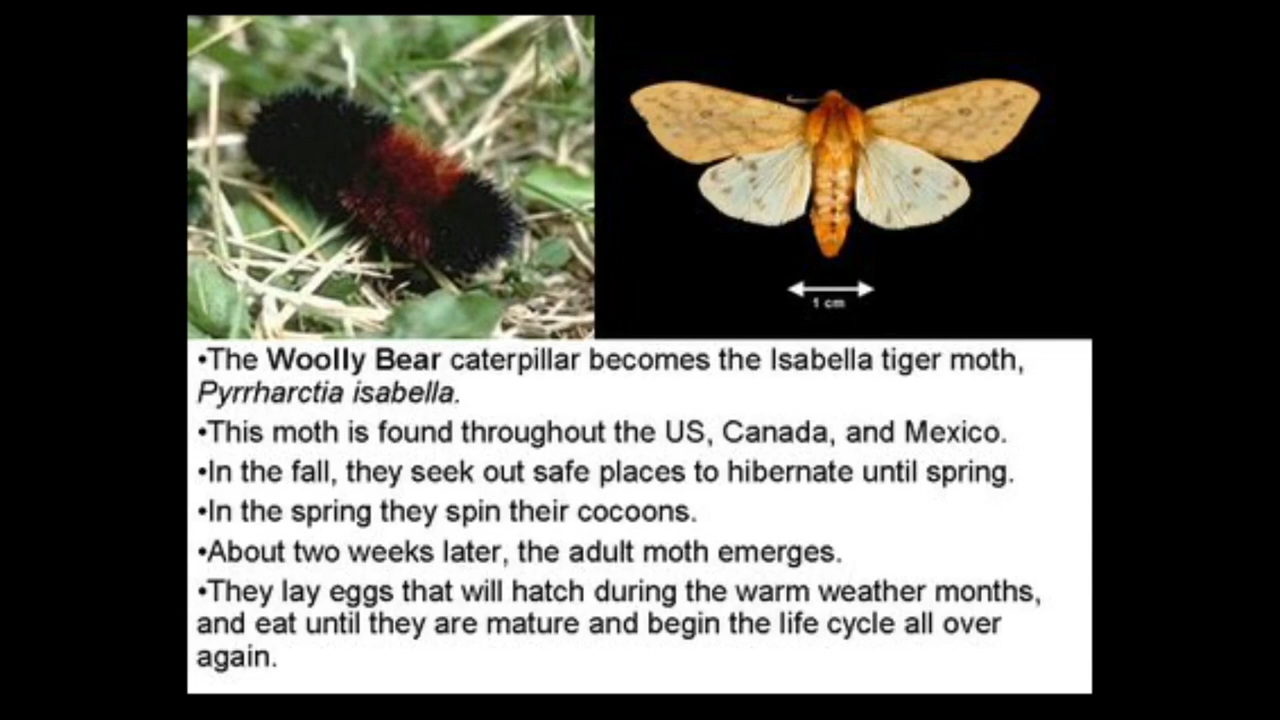 1 cm
•The Woolly Bear caterpillar becomes the Isabella tiger moth,
Pyrrharctia isabella.
•This moth is found throughout the US, Canada, and Mexico.
•In the fall, they seek out safe places to hibernate until spring.
•In the spring they spin their cocoons.
•About two weeks later, the adult moth emerges.
•They lay eggs that will hatch during the warm weather months,
and eat until they are mature and begin the life cycle all over
again.